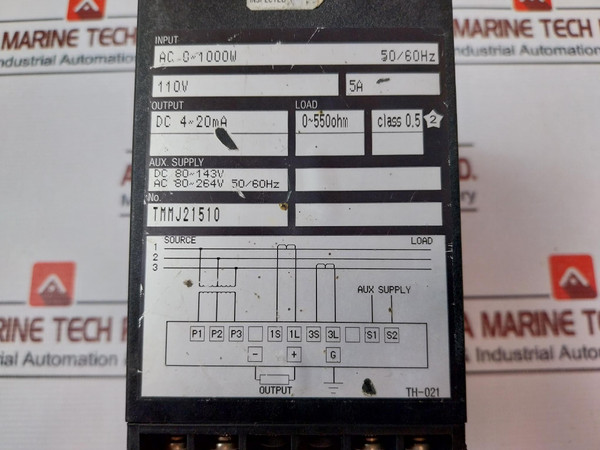 INSPECTED
INPUT
AC 0~1000W 50/60Hz
110V 5A
OUTPUT LOAD
DC 4~20mA 0~550ohm class 0.5 2
AUX. SUPPLY
DC 80~143V
AC 80~264V 50/60Hz
No.
TMMJ21510
SOURCE LOAD
1
2
3
AUX SUPPLY
P1 P2 P3 1S 1L 3S 3L S1 S2
- + G
OUTPUT
TH-021
MARINE TECH
Industrial Automation
MARINE TECH
& Industrial Automation
MARINE TECH
Industrial Automation
A MARINE TECH
& Industrial Automation